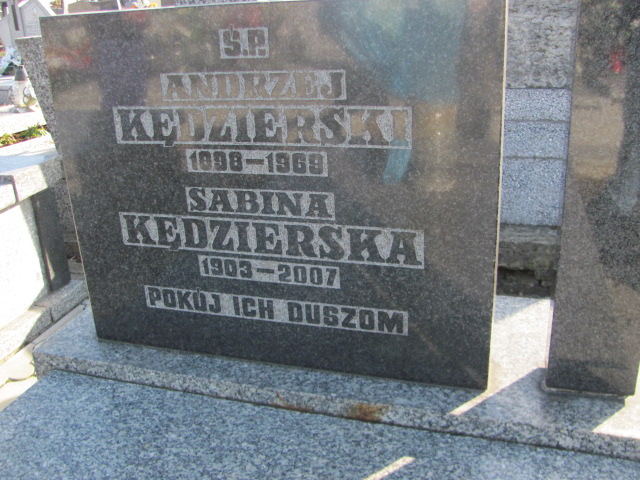 Ś.P.
ANDRZEJ
KĘDZIERSKI
1898-1969
SABINA
KĘDZIERSKA
1903-2007
POKÓJ ICH DUSZOM